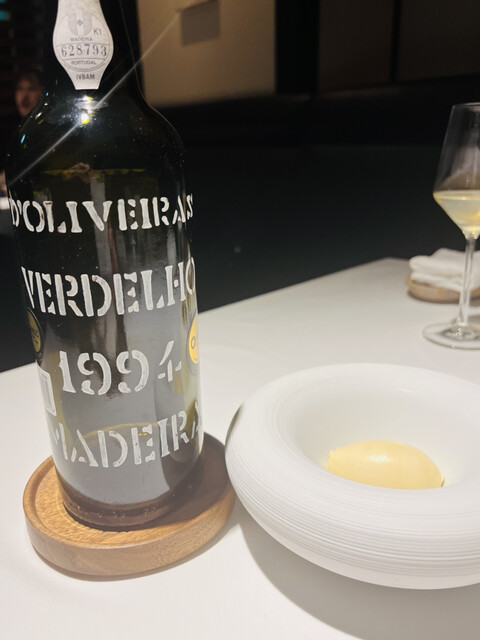 MADEIRA
628793
PORTUGAL
IVBAM
D'OLIVEIRAS
VERDELHO
1994
MADEIRA